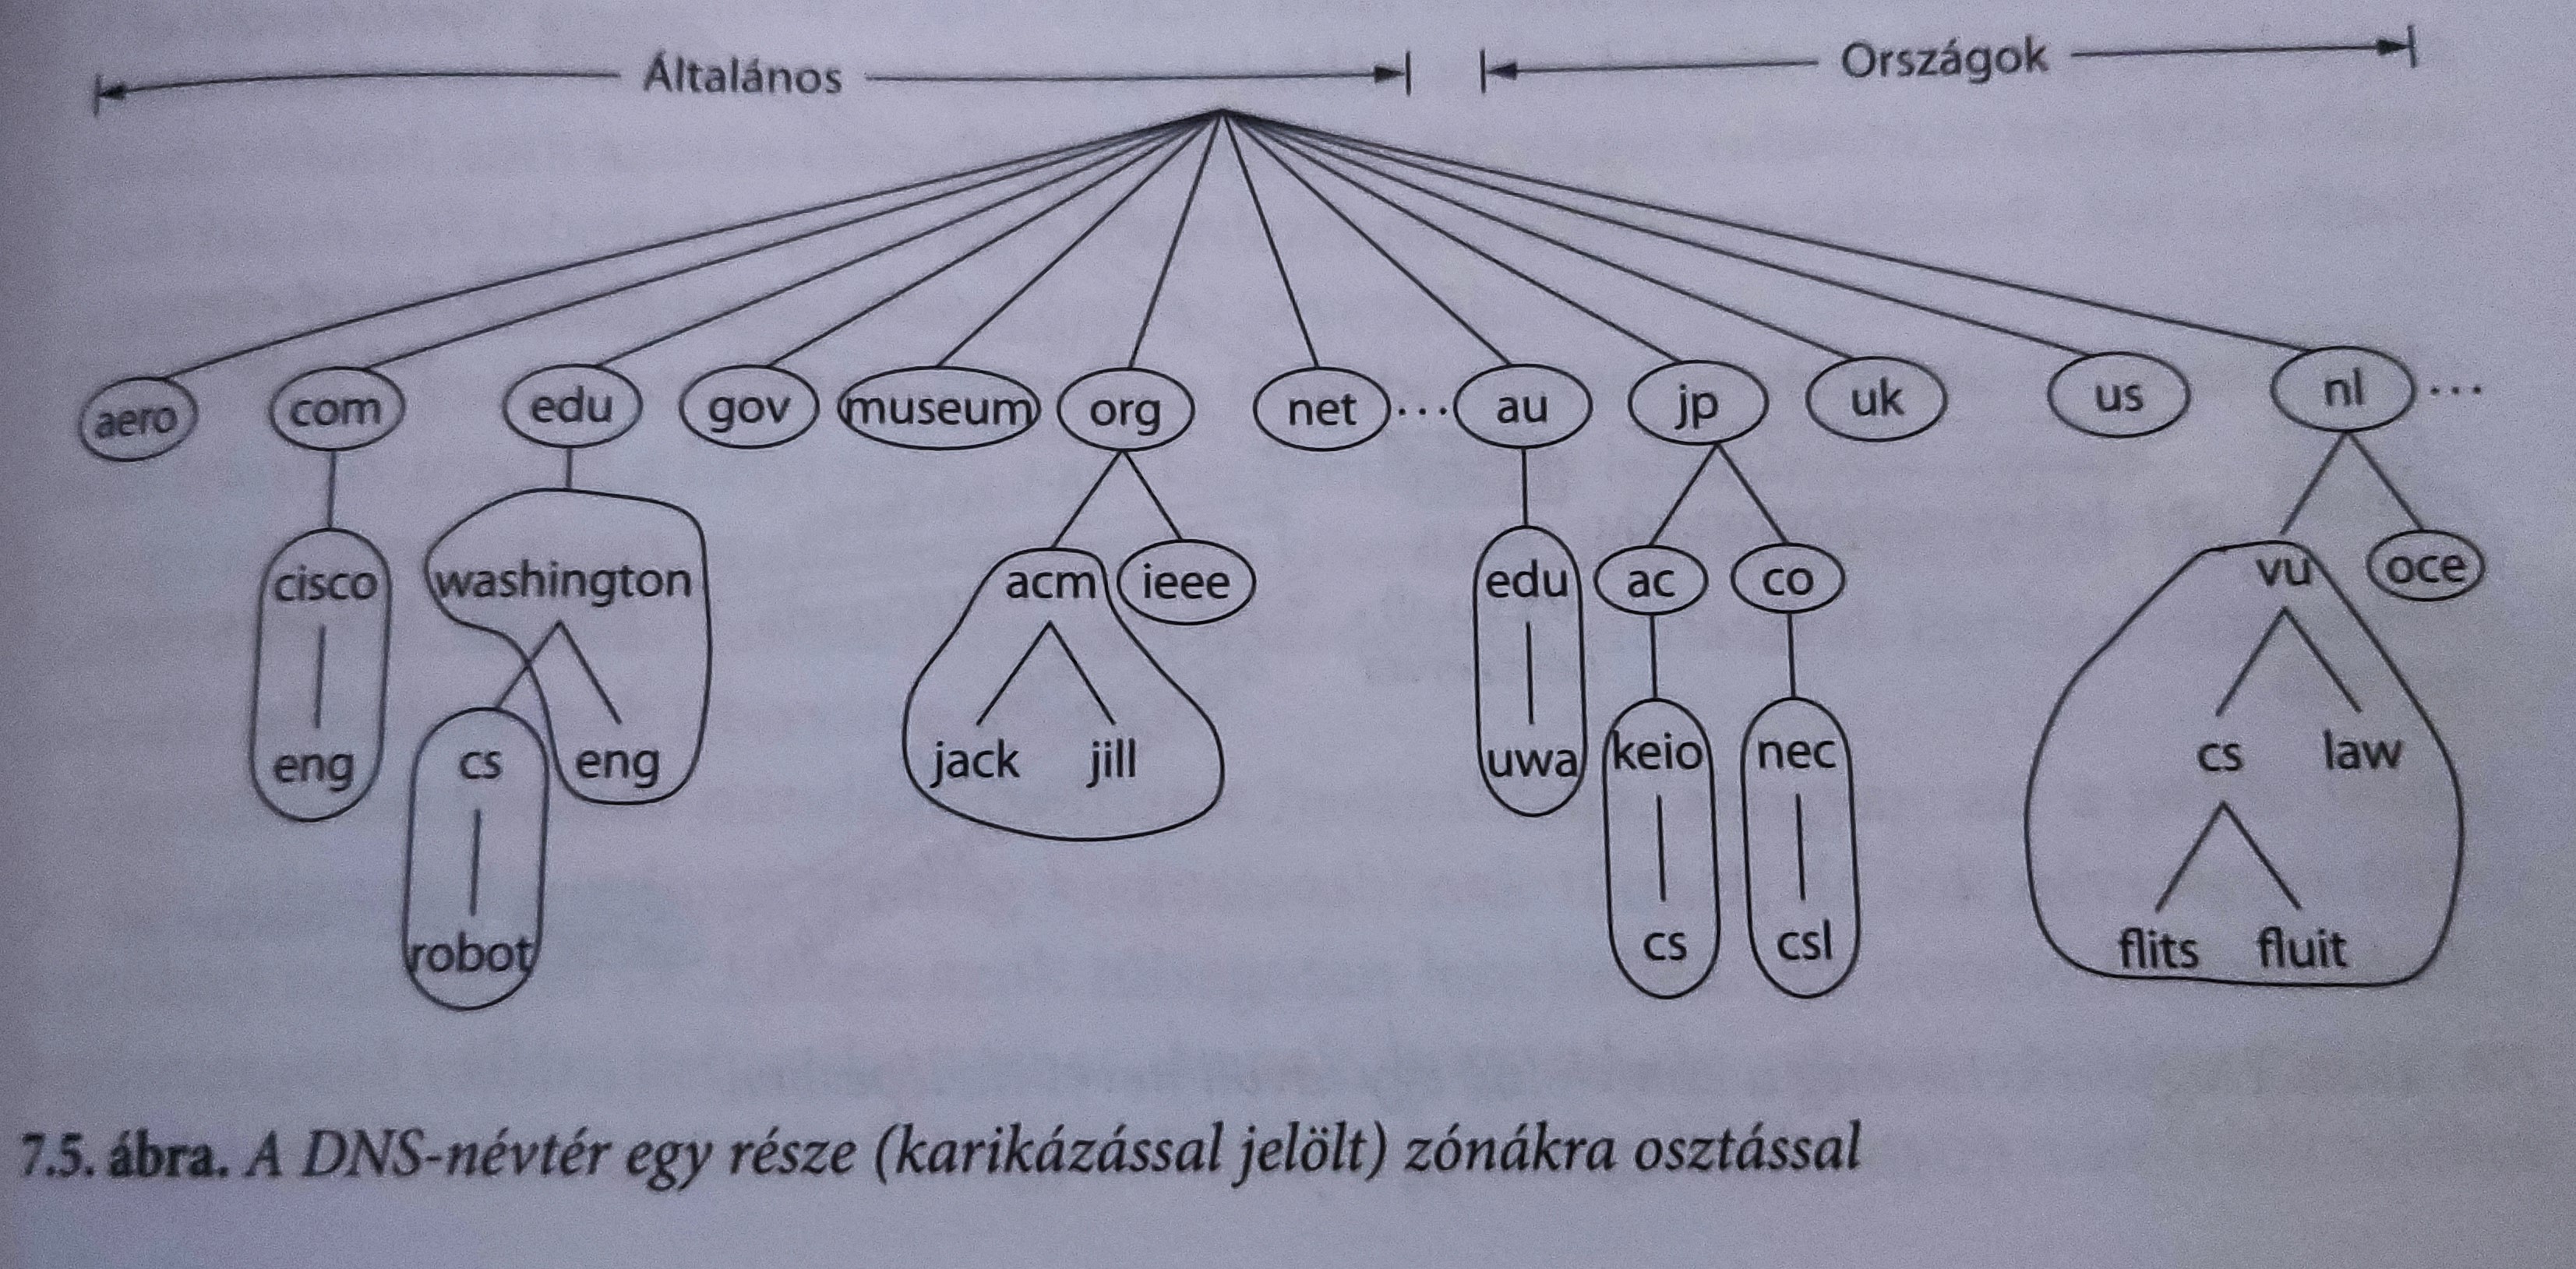 Általános Országok
aero com edu gov museum org net ... au jp uk us nl ...
cisco washington acm ieee edu ac co vu oce
eng cs eng jack jill uwa keio nec cs law
robot cs csl flits fluit
7.5. ábra. A DNS-névtér egy része (karikázással jelölt) zónákra osztással